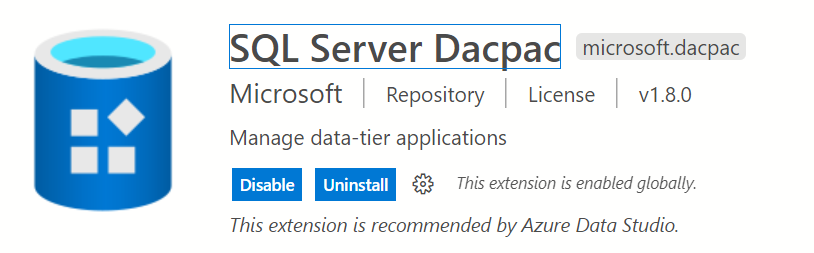 SQL Server Dacpac microsoft.dacpac
Microsoft Repository License v1.8.0
Manage data-tier applications
Disable Uninstall This extension is enabled globally.
This extension is recommended by Azure Data Studio.